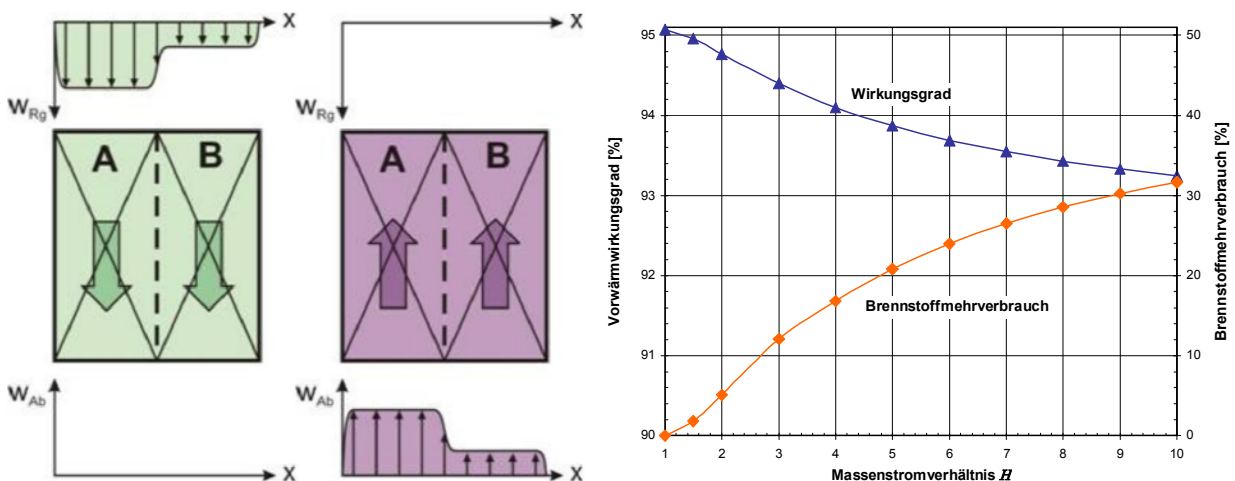 X
W_Rg
A B
W_Ab
X
X
W_Rg
A B
W_Ab
X
Vorwärmwirkungsgrad [%]
95
94
93
92
91
90
Wirkungsgrad
Brennstoffmehrverbrauch
1 2 3 4 5 6 7 8 9 10
Massenstromverhältnis H
50
40
30
20
10
0
Brennstoffmehrverbrauch [%]